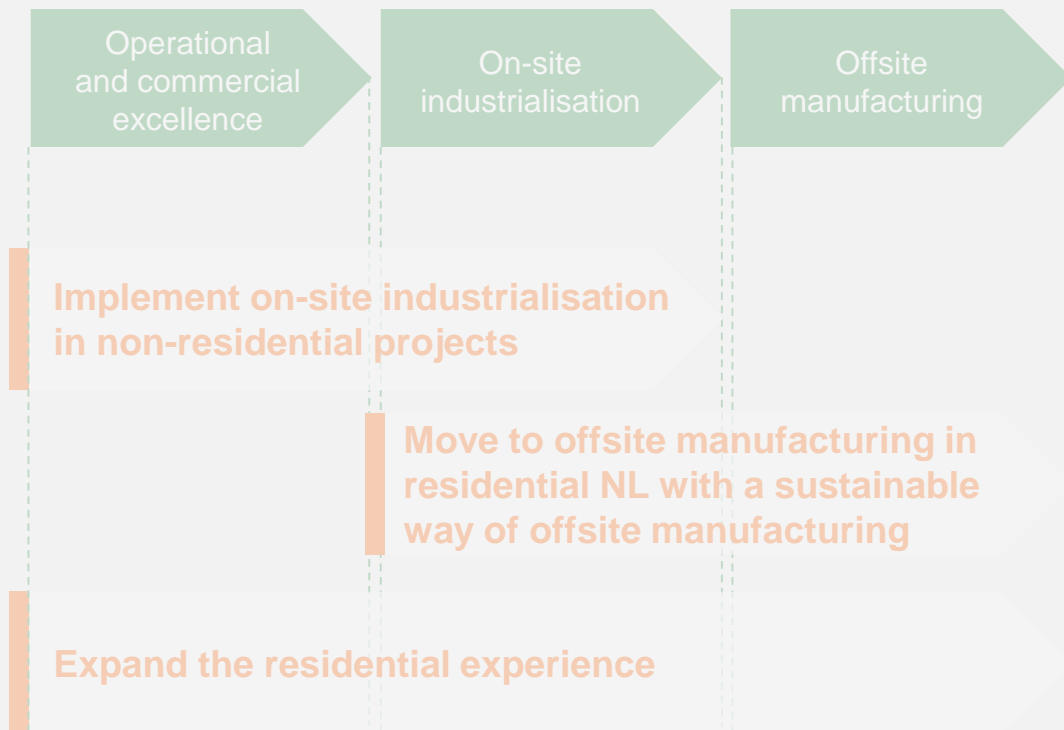 Operational
and commercial
excellence
On-site
industrialisation
Offsite
manufacturing
Implement on-site industrialisation
in non-residential projects
Move to offsite manufacturing in
residential NL with a sustainable
way of offsite manufacturing
Expand the residential experience